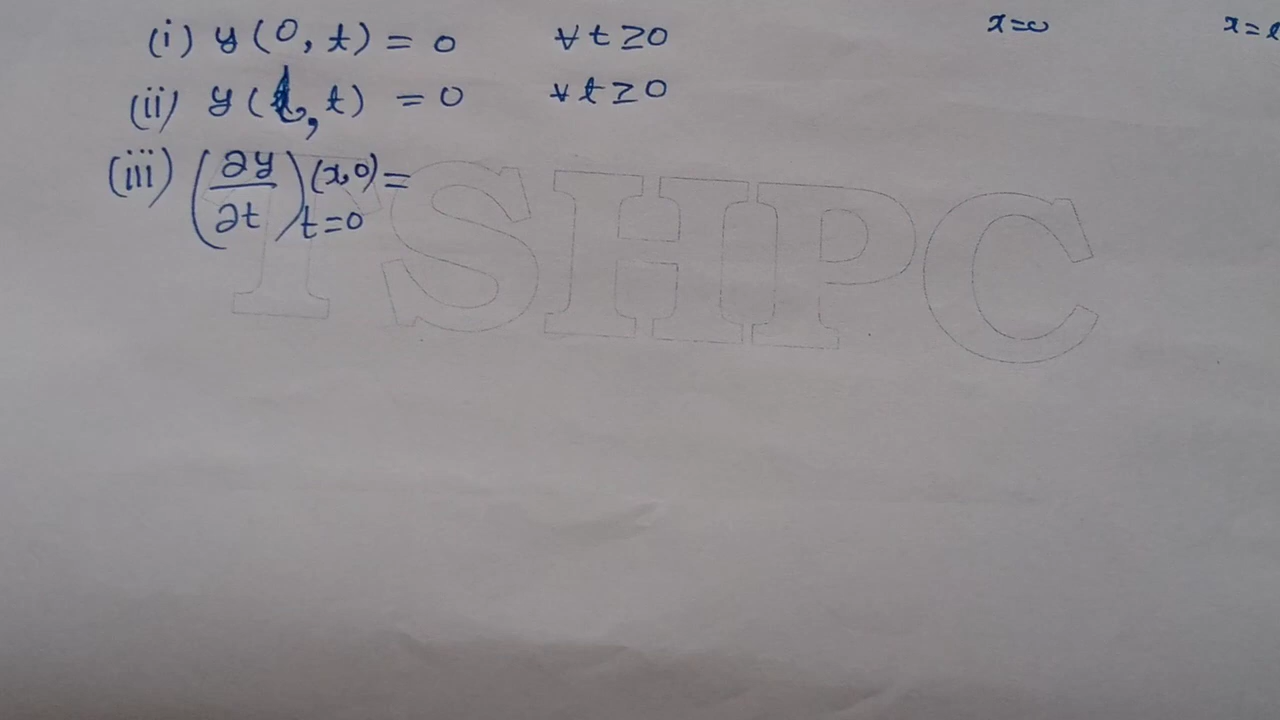 (i) y(0, t) = 0 ∀ t ≥ 0 x=0 x=l
(ii) y(l, t) = 0 ∀ t ≥ 0
(iii) (∂y/∂t)(x,0) = t=0
TSHPC